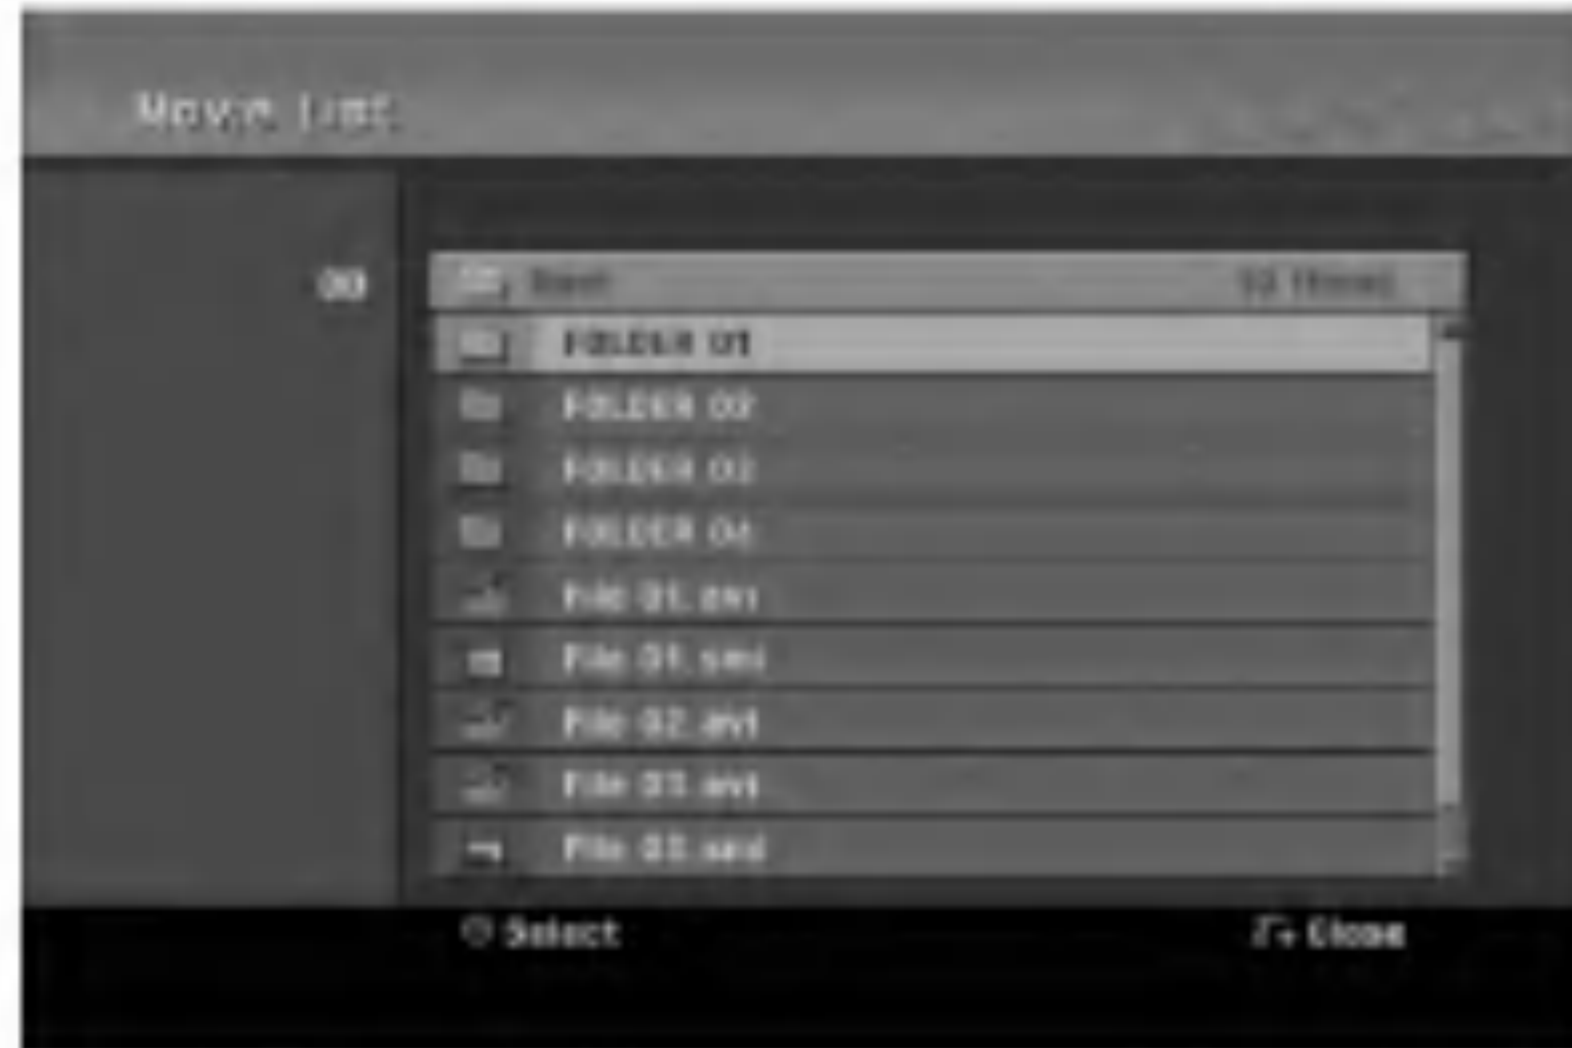 Movie List
Root
FOLDER 01
FOLDER 02
FOLDER 03
FOLDER 04
File 01.avi
File 01.smi
File 02.avi
File 03.avi
File 03.smi
Select
Close